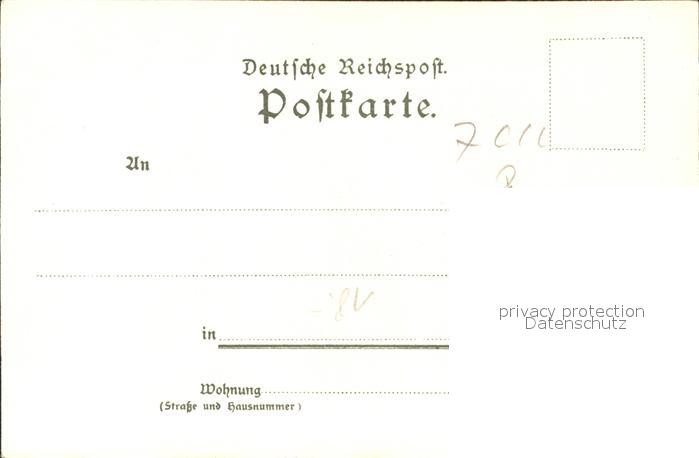 Deutsche Reichspost.
Postkarte.
An
in
privacy protection
Datenschutz
Wohnung
(Straße und Hausnummer)